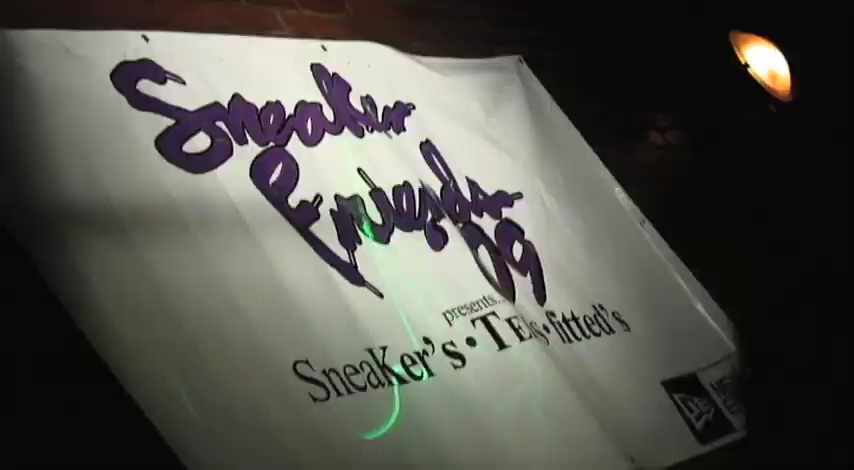 Sneaker
Friends
09
presents...
SneaKer's · TEEs · fitted's